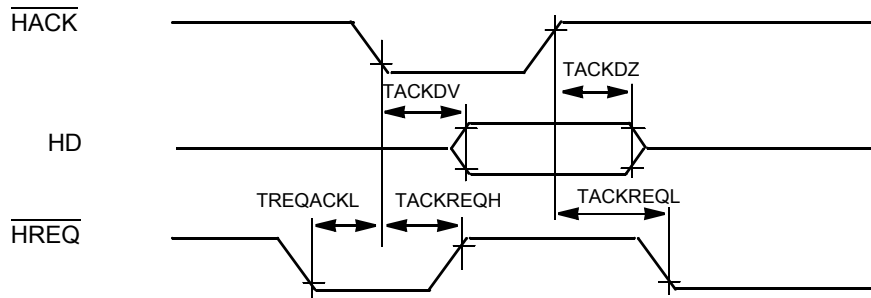 HACK
TACKDZ
TACKDV
HD
TREQACKL TACKREQH TACKREQL
HREQ